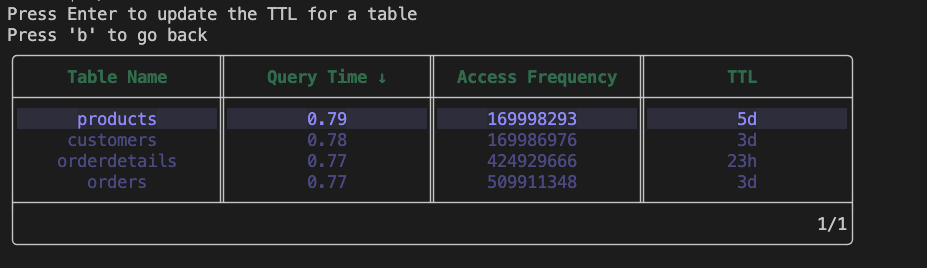 Press Enter to update the TTL for a table
Press 'b' to go back
Table Name Query Time ↓ Access Frequency TTL
products 0.79 169998293 5d
customers 0.78 169986976 3d
orderdetails 0.77 424929666 23h
orders 0.77 509911348 3d
1/1